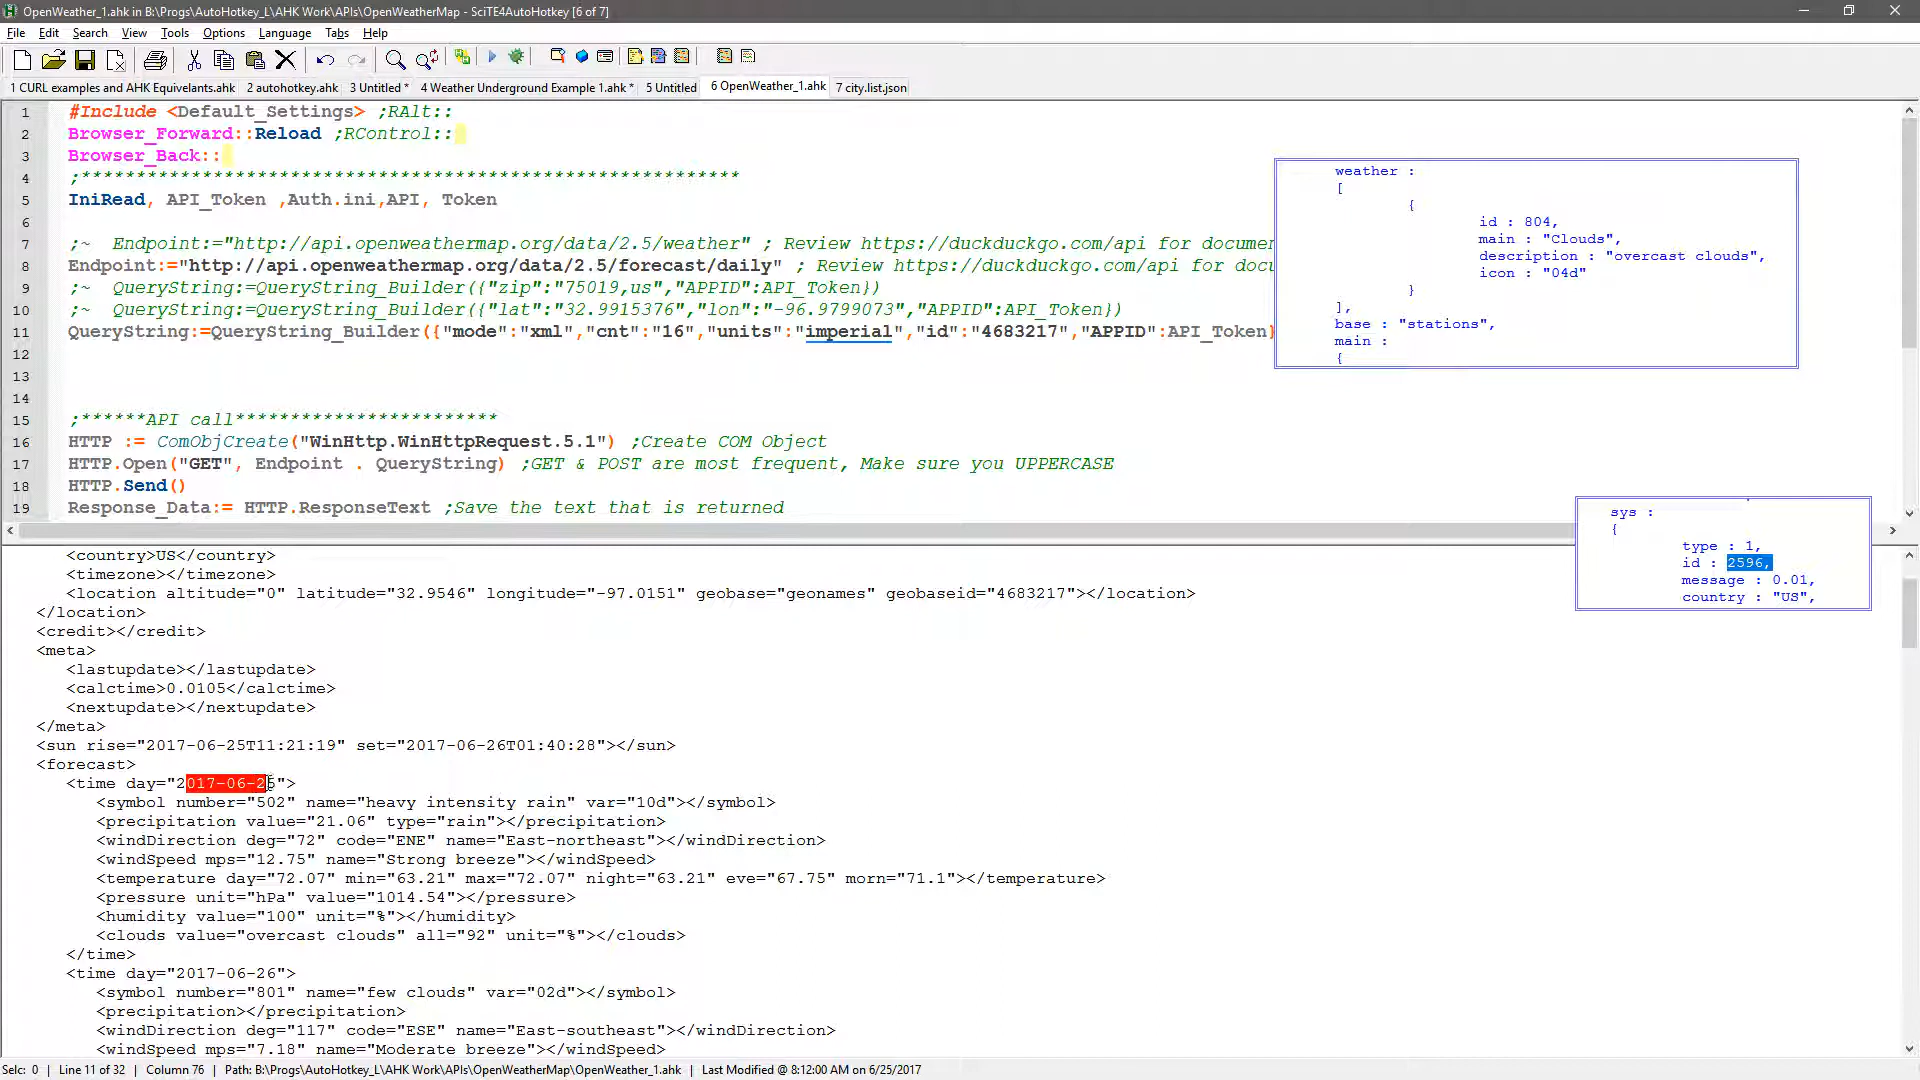 OpenWeather_1.ahk in B:\Progs\AutoHotkey_L\AHK Work\APIs\OpenWeatherMap - SciTE4AutoHotkey [6 of 7]
File Edit Search View Tools Options Language Tabs Help
1 CURL examples and AHK Equivelants.ahk 2 autohotkey.ahk 3 Untitled * 4 Weather Underground Example 1.ahk * 5 Untitled 6 OpenWeather_1.ahk 7 city.list.json
1 #Include <Default_Settings> ;RAlt::
2 Browser_Forward::Reload ;RControl::
3 Browser_Back::
4 ;************************************************************
5 IniRead, API_Token ,Auth.ini,API, Token
6
7 ;~ Endpoint:="http://api.openweathermap.org/data/2.5/weather" ; Review https://duckduckgo.com/api for documen
8 Endpoint:="http://api.openweathermap.org/data/2.5/forecast/daily" ; Review https://duckduckgo.com/api for docu
9 ;~ QueryString:=QueryString_Builder({"zip":"75019,us","APPID":API_Token})
10 ;~ QueryString:=QueryString_Builder({"lat":"32.9915376","lon":"-96.9799073","APPID":API_Token})
11 QueryString:=QueryString_Builder({"mode":"xml","cnt":"16","units":"imperial","id":"4683217","APPID":API_Token}
12
13
14
15 ;******API call************************
16 HTTP := ComObjCreate("WinHttp.WinHttpRequest.5.1") ;Create COM Object
17 HTTP.Open("GET", Endpoint . QueryString) ;GET & POST are most frequent, Make sure you UPPERCASE
18 HTTP.Send()
19 Response_Data:= HTTP.ResponseText ;Save the text that is returned
weather :
[
{
id : 804,
main : "Clouds",
description : "overcast clouds",
icon : "04d"
}
],
base : "stations",
main :
{
sys :
{
type : 1,
id : 2596,
message : 0.01,
country : "US",
<country>US</country>
<timezone></timezone>
<location altitude="0" latitude="32.9546" longitude="-97.0151" geobase="geonames" geobaseid="4683217"></location>
</location>
<credit></credit>
<meta>
<lastupdate></lastupdate>
<calctime>0.0105</calctime>
<nextupdate></nextupdate>
</meta>
<sun rise="2017-06-25T11:21:19" set="2017-06-26T01:40:28"></sun>
<forecast>
<time day="2017-06-25">
<symbol number="502" name="heavy intensity rain" var="10d"></symbol>
<precipitation value="21.06" type="rain"></precipitation>
<windDirection deg="72" code="ENE" name="East-northeast"></windDirection>
<windSpeed mps="12.75" name="Strong breeze"></windSpeed>
<temperature day="72.07" min="63.21" max="72.07" night="63.21" eve="67.75" morn="71.1"></temperature>
<pressure unit="hPa" value="1014.54"></pressure>
<humidity value="100" unit="%"></humidity>
<clouds value="overcast clouds" all="92" unit="%"></clouds>
</time>
<time day="2017-06-26">
<symbol number="801" name="few clouds" var="02d"></symbol>
<precipitation></precipitation>
<windDirection deg="117" code="ESE" name="East-southeast"></windDirection>
<windSpeed mps="7.18" name="Moderate breeze"></windSpeed>
Selc: 0 | Line 11 of 32 | Column 76 | Path: B:\Progs\AutoHotkey_L\AHK Work\APIs\OpenWeatherMap\OpenWeather_1.ahk | Last Modified @ 8:12:00 AM on 6/25/2017